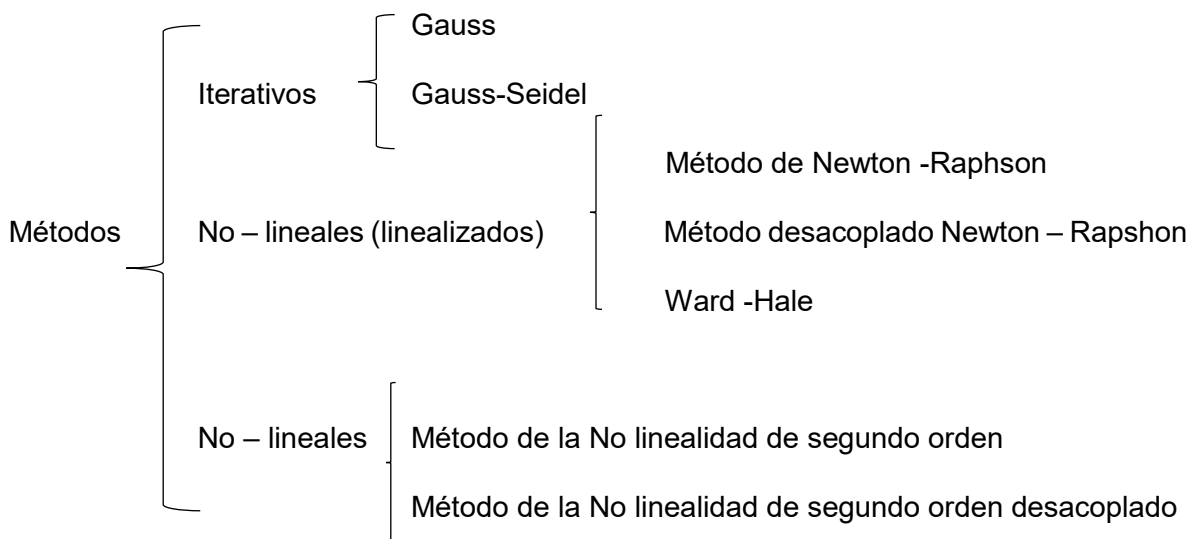 Gauss
Iterativos
Gauss-Seidel
Método de Newton -Raphson
Métodos
No – lineales (linealizados)
Método desacoplado Newton – Rapshon
Ward -Hale
No – lineales
Método de la No linealidad de segundo orden
Método de la No linealidad de segundo orden desacoplado